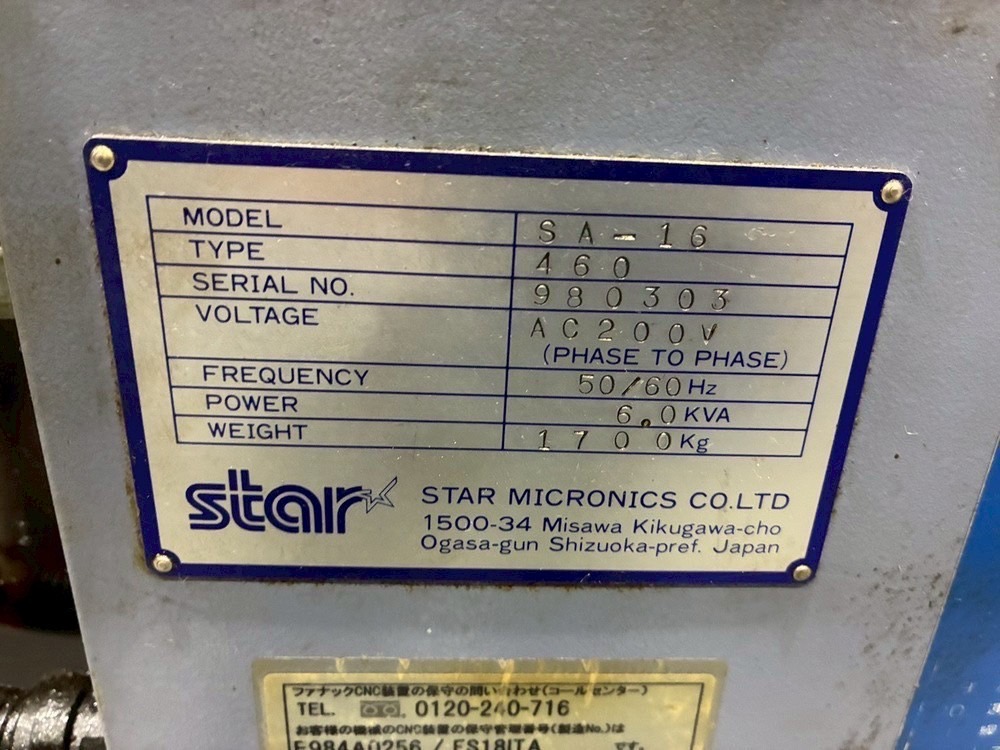 MODEL SA-16
TYPE 460
SERIAL NO. 980303
VOLTAGE AC200V
(PHASE TO PHASE)
FREQUENCY 50/60Hz
POWER 6.0KVA
WEIGHT 1700Kg
star STAR MICRONICS CO.LTD
1500-34 Misawa Kikugawa-cho
Ogasa-gun Shizuoka-pref. Japan
ファナックCNC装置の保守の問い合わせ(コールセンター)
TEL. 0120-240-716
お客様の機械のCNC装置の保守管理番号(製造No.)は
E984A0256 / FS18ITA です。